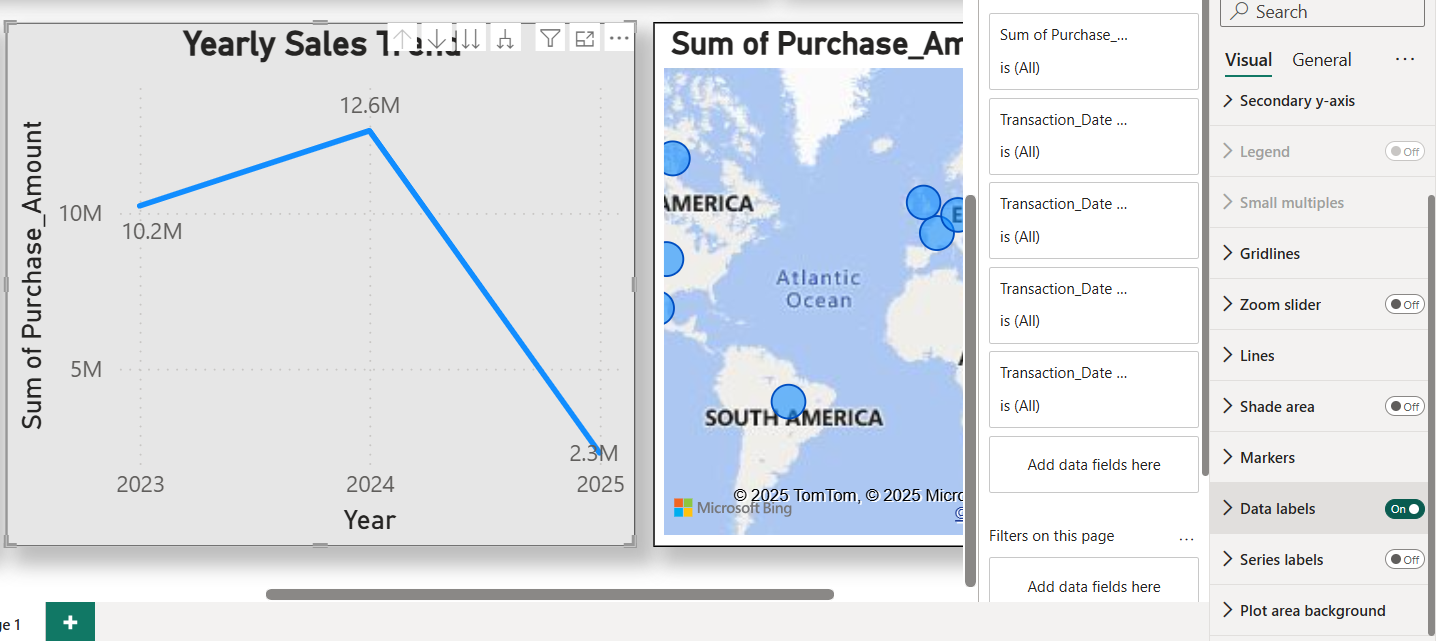 Yearly Sales Trend
Sum of Purchase_Amount
12.6M
10M
10.2M
5M
2.3M
2023
2024
2025
Year
Sum of Purchase_Am
AMERICA
E
Atlantic
Ocean
A
SOUTH AMERICA
© 2025 TomTom, © 2025 Micro
Microsoft Bing
©
Sum of Purchase_...
is (All)
Transaction_Date ...
is (All)
Transaction_Date ...
is (All)
Transaction_Date ...
is (All)
Transaction_Date ...
is (All)
Add data fields here
Filters on this page
...
Add data fields here
Search
Visual
General
...
Secondary y-axis
Legend
Off
Small multiples
Gridlines
Zoom slider
Off
Lines
Shade area
Off
Markers
Data labels
On
Series labels
Off
Plot area background
ge 1
+